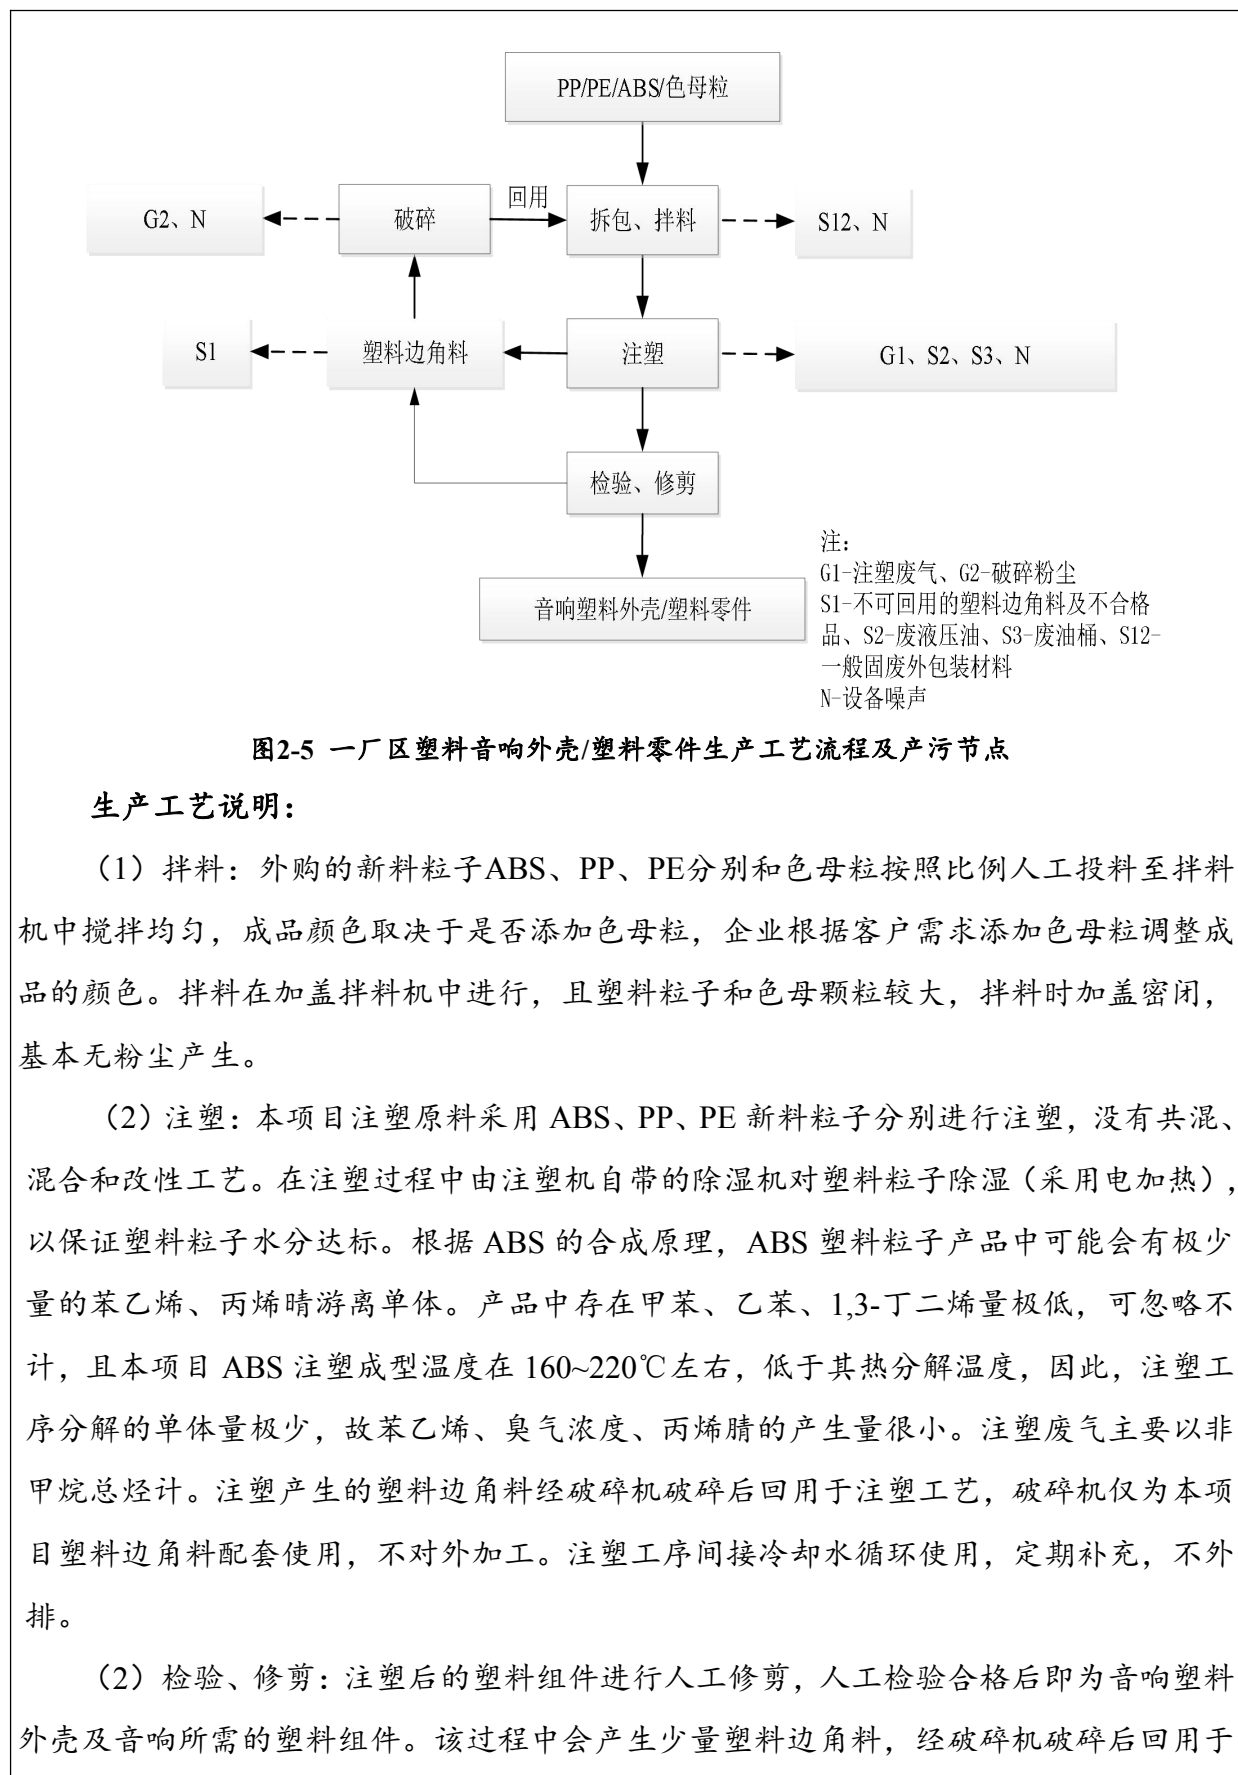 PP/PE/ABS/色母粒
回用
G2、N
破碎
拆包、拌料
S12、N
S1
塑料边角料
注塑
G1、S2、S3、N
检验、修剪
音响塑料外壳/塑料零件
注：
G1-注塑废气、G2-破碎粉尘
S1-不可回用的塑料边角料及不合格
品、S2-废液压油、S3-废油桶、S12-
一般固废外包装材料
N-设备噪声
图2-5 一厂区塑料音响外壳/塑料零件生产工艺流程及产污节点
生产工艺说明：
（1）拌料：外购的新料粒子ABS、PP、PE分别和色母粒按照比例人工投料至拌料
机中搅拌均匀，成品颜色取决于是否添加色母粒，企业根据客户需求添加色母粒调整成
品的颜色。拌料在加盖拌料机中进行，且塑料粒子和色母颗粒较大，拌料时加盖密闭，
基本无粉尘产生。
（2）注塑：本项目注塑原料采用 ABS、PP、PE 新料粒子分别进行注塑，没有共混、
混合和改性工艺。在注塑过程中由注塑机自带的除湿机对塑料粒子除湿（采用电加热），
以保证塑料粒子水分达标。根据 ABS 的合成原理，ABS 塑料粒子产品中可能会有极少
量的苯乙烯、丙烯晴游离单体。产品中存在甲苯、乙苯、1,3-丁二烯量极低，可忽略不
计，且本项目 ABS 注塑成型温度在 160~220℃左右，低于其热分解温度，因此，注塑工
序分解的单体量极少，故苯乙烯、臭气浓度、丙烯腈的产生量很小。注塑废气主要以非
甲烷总烃计。注塑产生的塑料边角料经破碎机破碎后回用于注塑工艺，破碎机仅为本项
目塑料边角料配套使用，不对外加工。注塑工序间接冷却水循环使用，定期补充，不外
排。
（2）检验、修剪：注塑后的塑料组件进行人工修剪，人工检验合格后即为音响塑料
外壳及音响所需的塑料组件。该过程中会产生少量塑料边角料，经破碎机破碎后回用于